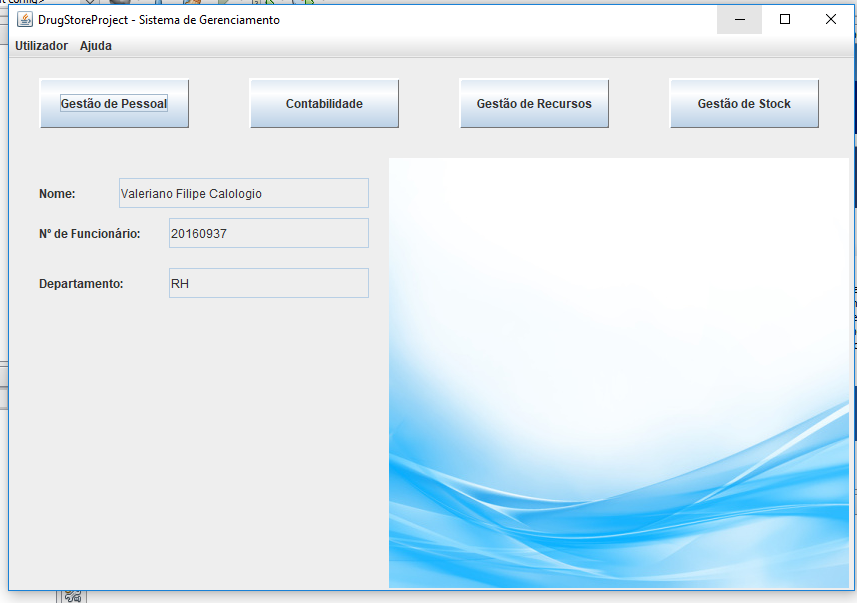 DrugStoreProject - Sistema de Gerenciamento
Utilizador Ajuda
Gestão de Pessoal Contabilidade Gestão de Recursos Gestão de Stock
Nome: Valeriano Filipe Calologio
Nº de Funcionário: 20160937
Departamento: RH